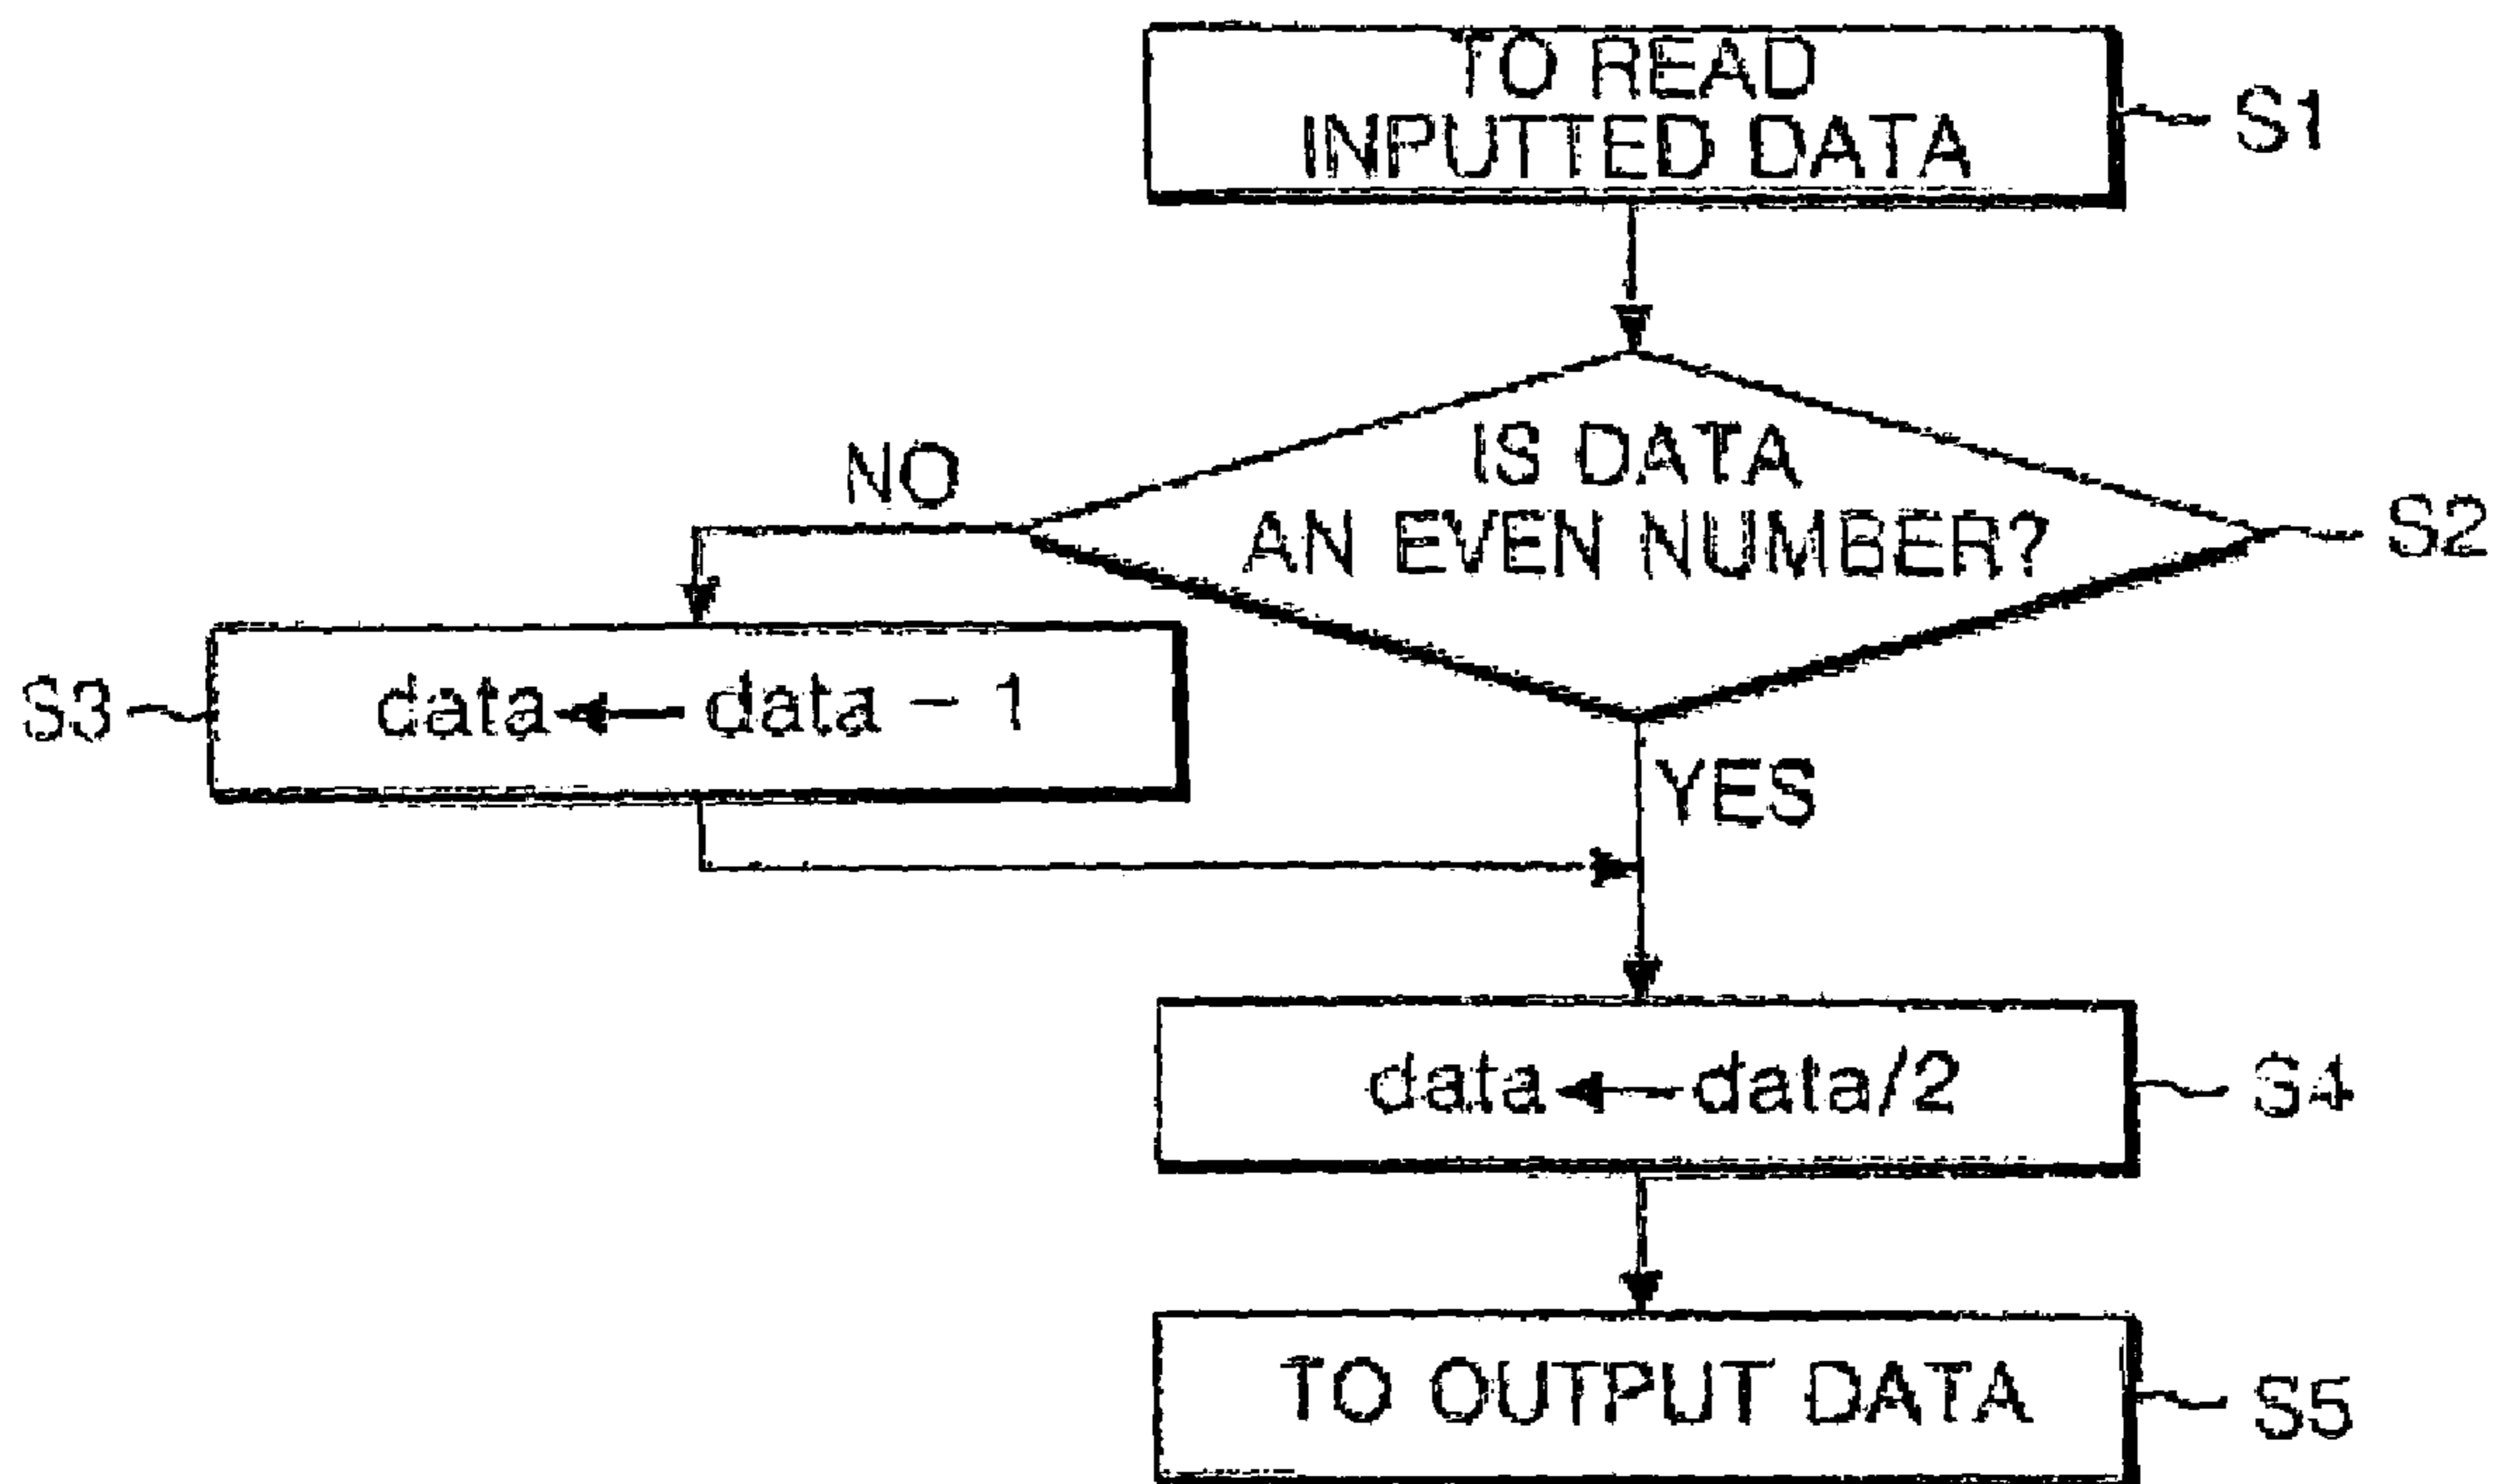 TO READ
INPUTTED DATA
S1
IS DATA
AN EVEN NUMBER?
S2
NO
S3
data ← data − 1
YES
data ← data/2
S4
TO OUTPUT DATA
S5